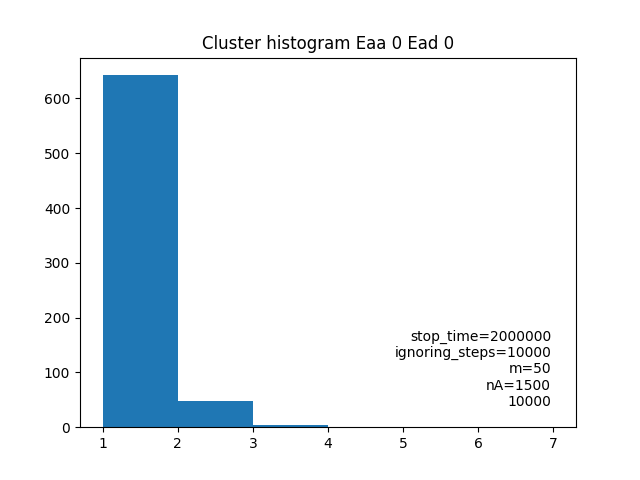 Cluster histogram Eaa 0 Ead 0
600
500
400
300
200
100
0
stop_time=2000000
ignoring_steps=10000
m=50
nA=1500
10000
1 2 3 4 5 6 7